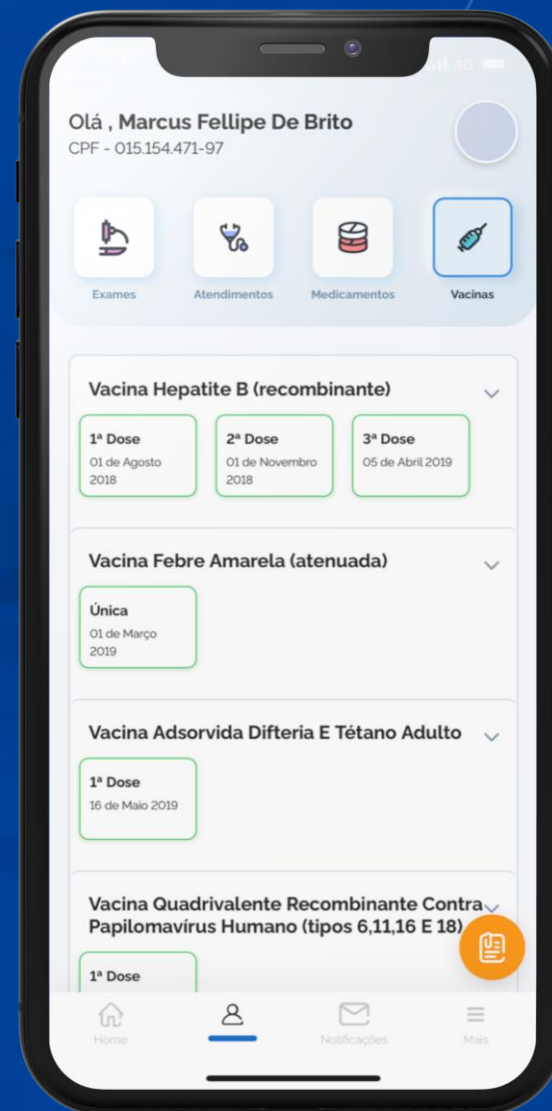 4G
Olá , Marcus Fellipe De Brito
CPF - 015.154.471-97
Exames Atendimentos Medicamentos Vacinas
Vacina Hepatite B (recombinante)
1ª Dose 2ª Dose 3ª Dose
01 de Agosto 01 de Novembro 05 de Abril 2019
2018 2018
Vacina Febre Amarela (atenuada)
Única
01 de Março
2019
Vacina Adsorvida Difteria E Tétano Adulto
1ª Dose
16 de Maio 2019
Vacina Quadrivalente Recombinante Contra
Papilomavírus Humano (tipos 6,11,16 E 18)
1ª Dose
Home Notificações Mais